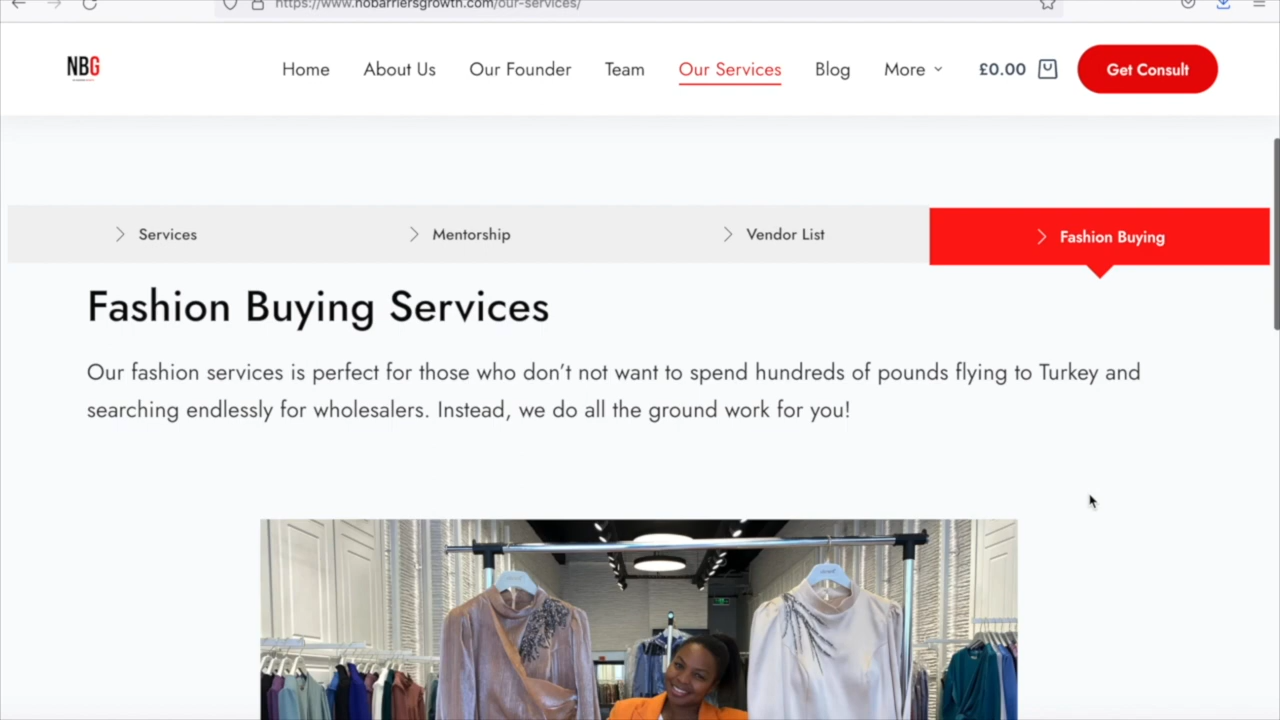 https://www.nobarriersgrowth.com/our-services/
NBG
Home
About Us
Our Founder
Team
Our Services
Blog
More
£0.00
Get Consult
Services
Mentorship
Vendor List
Fashion Buying
Fashion Buying Services
Our fashion services is perfect for those who don't not want to spend hundreds of pounds flying to Turkey and
searching endlessly for wholesalers. Instead, we do all the ground work for you!